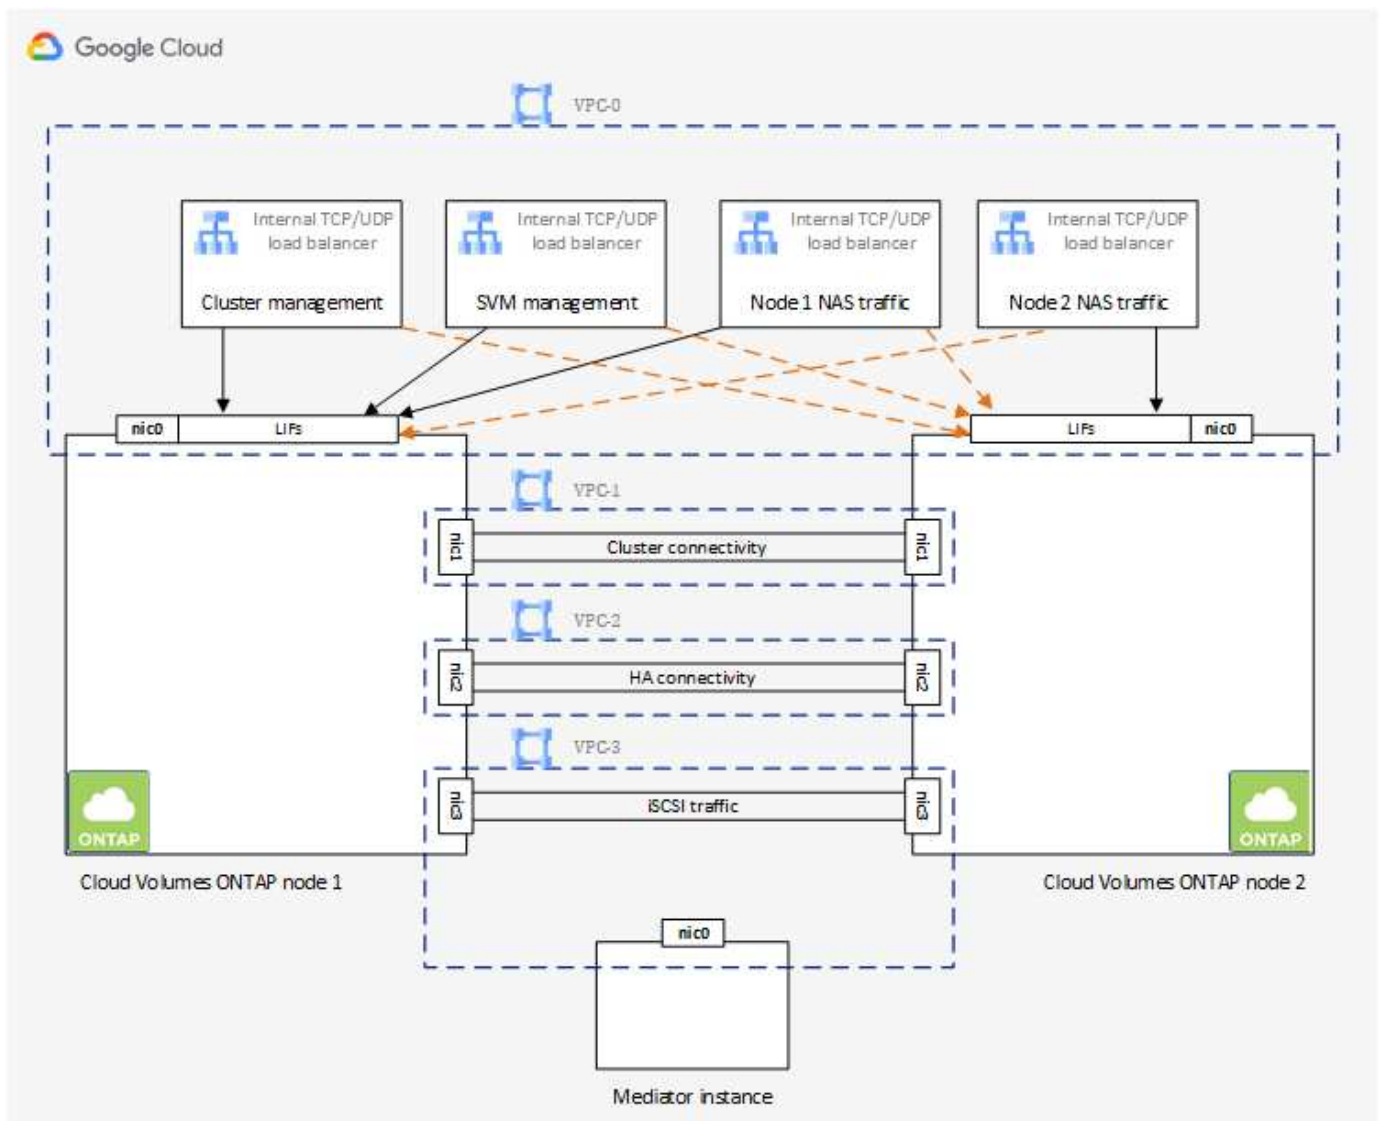 Google Cloud
VPC-0
Internal TCP/UDP
load balancer
Cluster management
Internal TCP/UDP
load balancer
SVM management
Internal TCP/UDP
load balancer
Node 1 NAS traffic
Internal TCP/UDP
load balancer
Node 2 NAS traffic
nic0
LIFs
LIFs
nic0
VPC-1
nic1
Cluster connectivity
nic1
VPC-2
nic2
HA connectivity
nic2
VPC-3
nic3
iSCSI traffic
nic3
ONTAP
ONTAP
Cloud Volumes ONTAP node 1
Cloud Volumes ONTAP node 2
nic0
Mediator instance